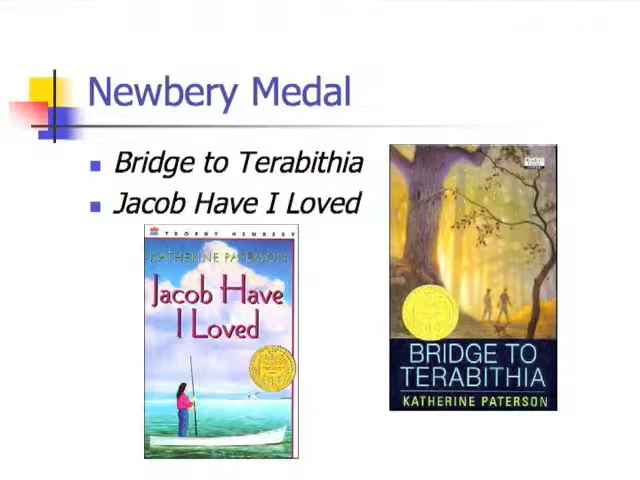 Newbery Medal
Bridge to Terabithia
Jacob Have I Loved
TROPHY NEWBERY
KATHERINE PATERSON
Jacob Have
I Loved
BRIDGE TO
TERABITHIA
KATHERINE PATERSON